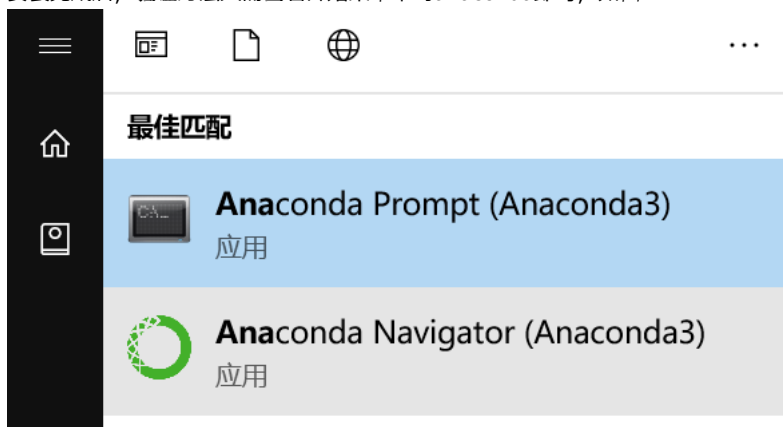 最佳匹配
Anaconda Prompt (Anaconda3)
应用
Anaconda Navigator (Anaconda3)
应用